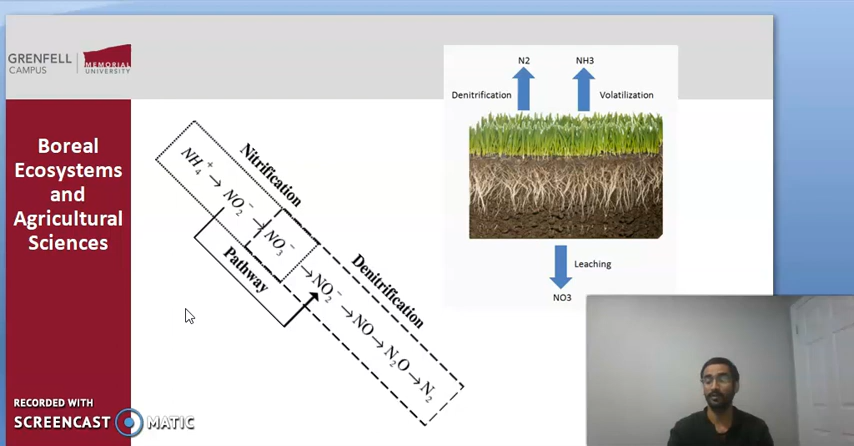 GRENFELL
CAMPUS
MEMORIAL
UNIVERSITY
Boreal
Ecosystems
and
Agricultural
Sciences
NH₄⁺ → NO₂⁻ → NO₃⁻ → NO₂⁻ → NO → N₂O → N₂
Nitrification
Pathway
Denitrification
N2
NH3
Denitrification
Volatilization
Leaching
NO3
RECORDED WITH
SCREENCAST MATIC